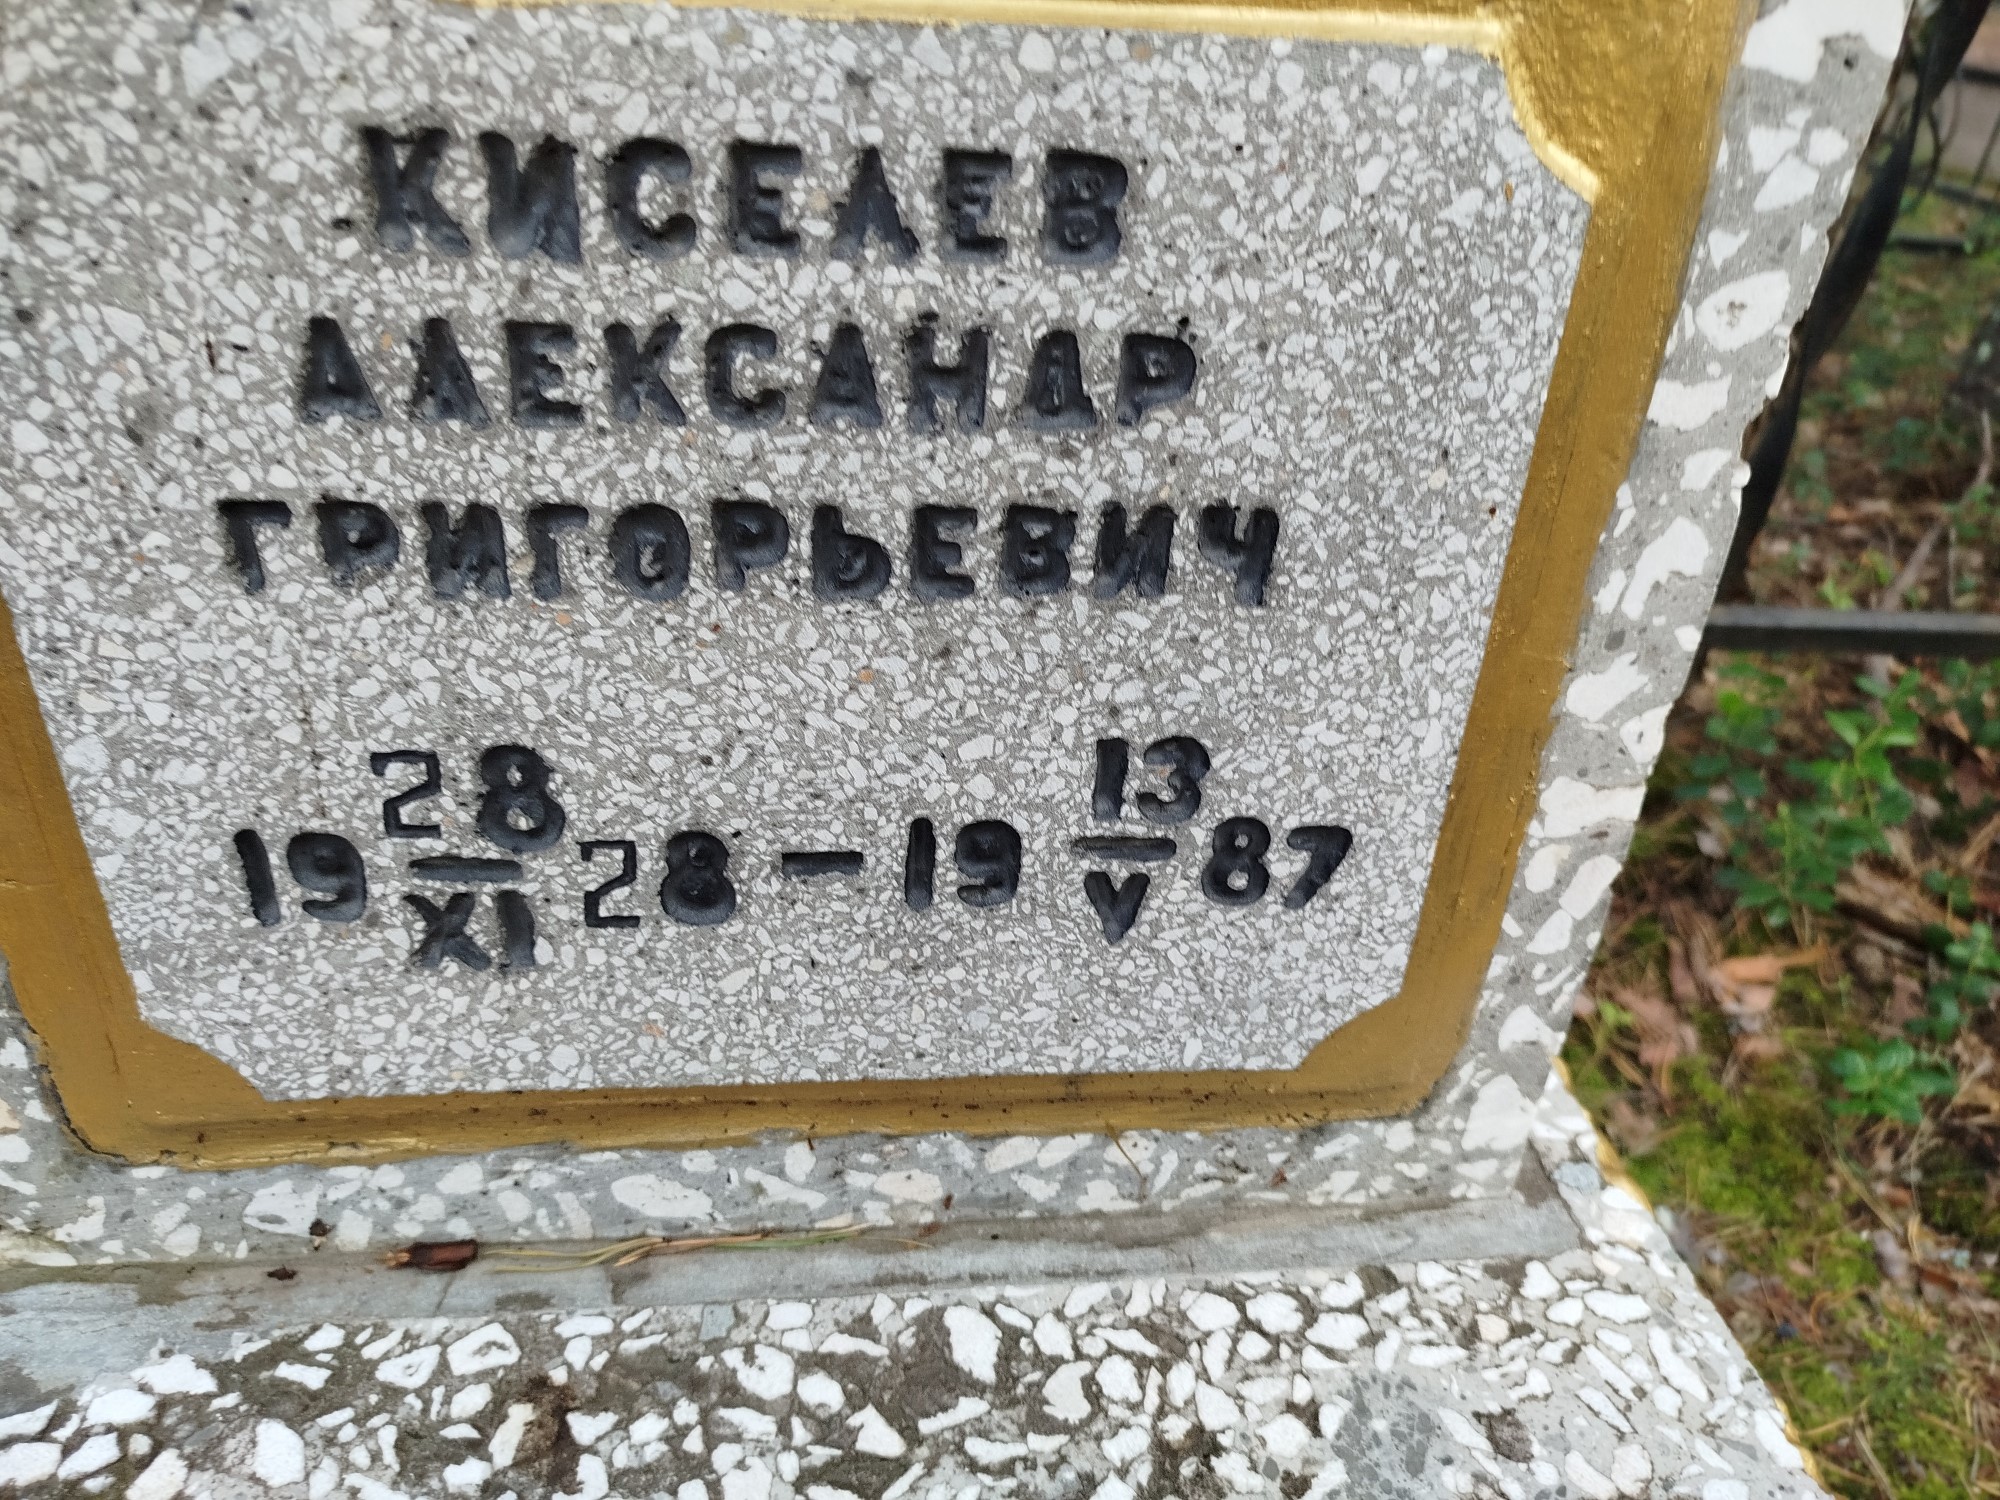 КИСЕЛЕВ
АЛЕКСАНДР
ГРИГОРЬЕВИЧ
19 28/XI 28 — 19 13/V 87